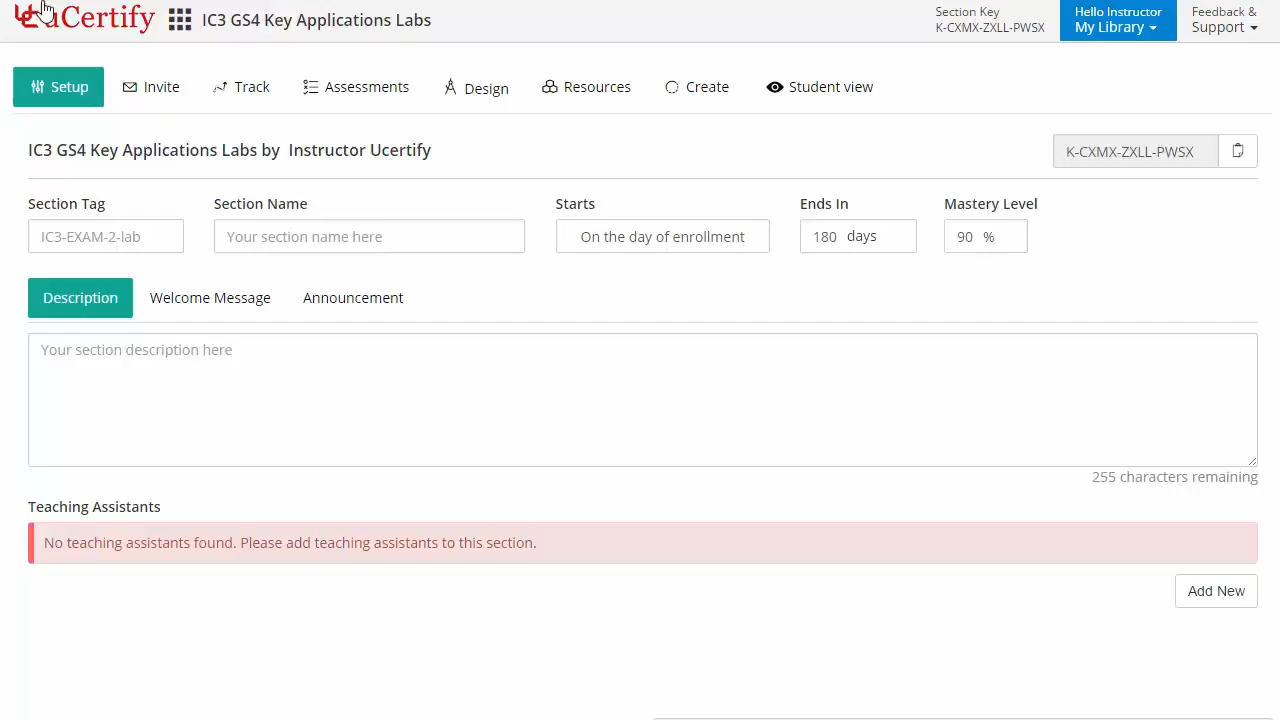 uCertify
IC3 GS4 Key Applications Labs
Section Key
K-CXMX-ZXLL-PWSX
Hello Instructor
My Library
Feedback &
Support
Setup
Invite
Track
Assessments
Design
Resources
Create
Student view
IC3 GS4 Key Applications Labs by Instructor Ucertify
K-CXMX-ZXLL-PWSX
Section Tag
Section Name
Starts
Ends In
Mastery Level
IC3-EXAM-2-lab
Your section name here
On the day of enrollment
180 days
90 %
Description
Welcome Message
Announcement
Your section description here
255 characters remaining
Teaching Assistants
No teaching assistants found. Please add teaching assistants to this section.
Add New